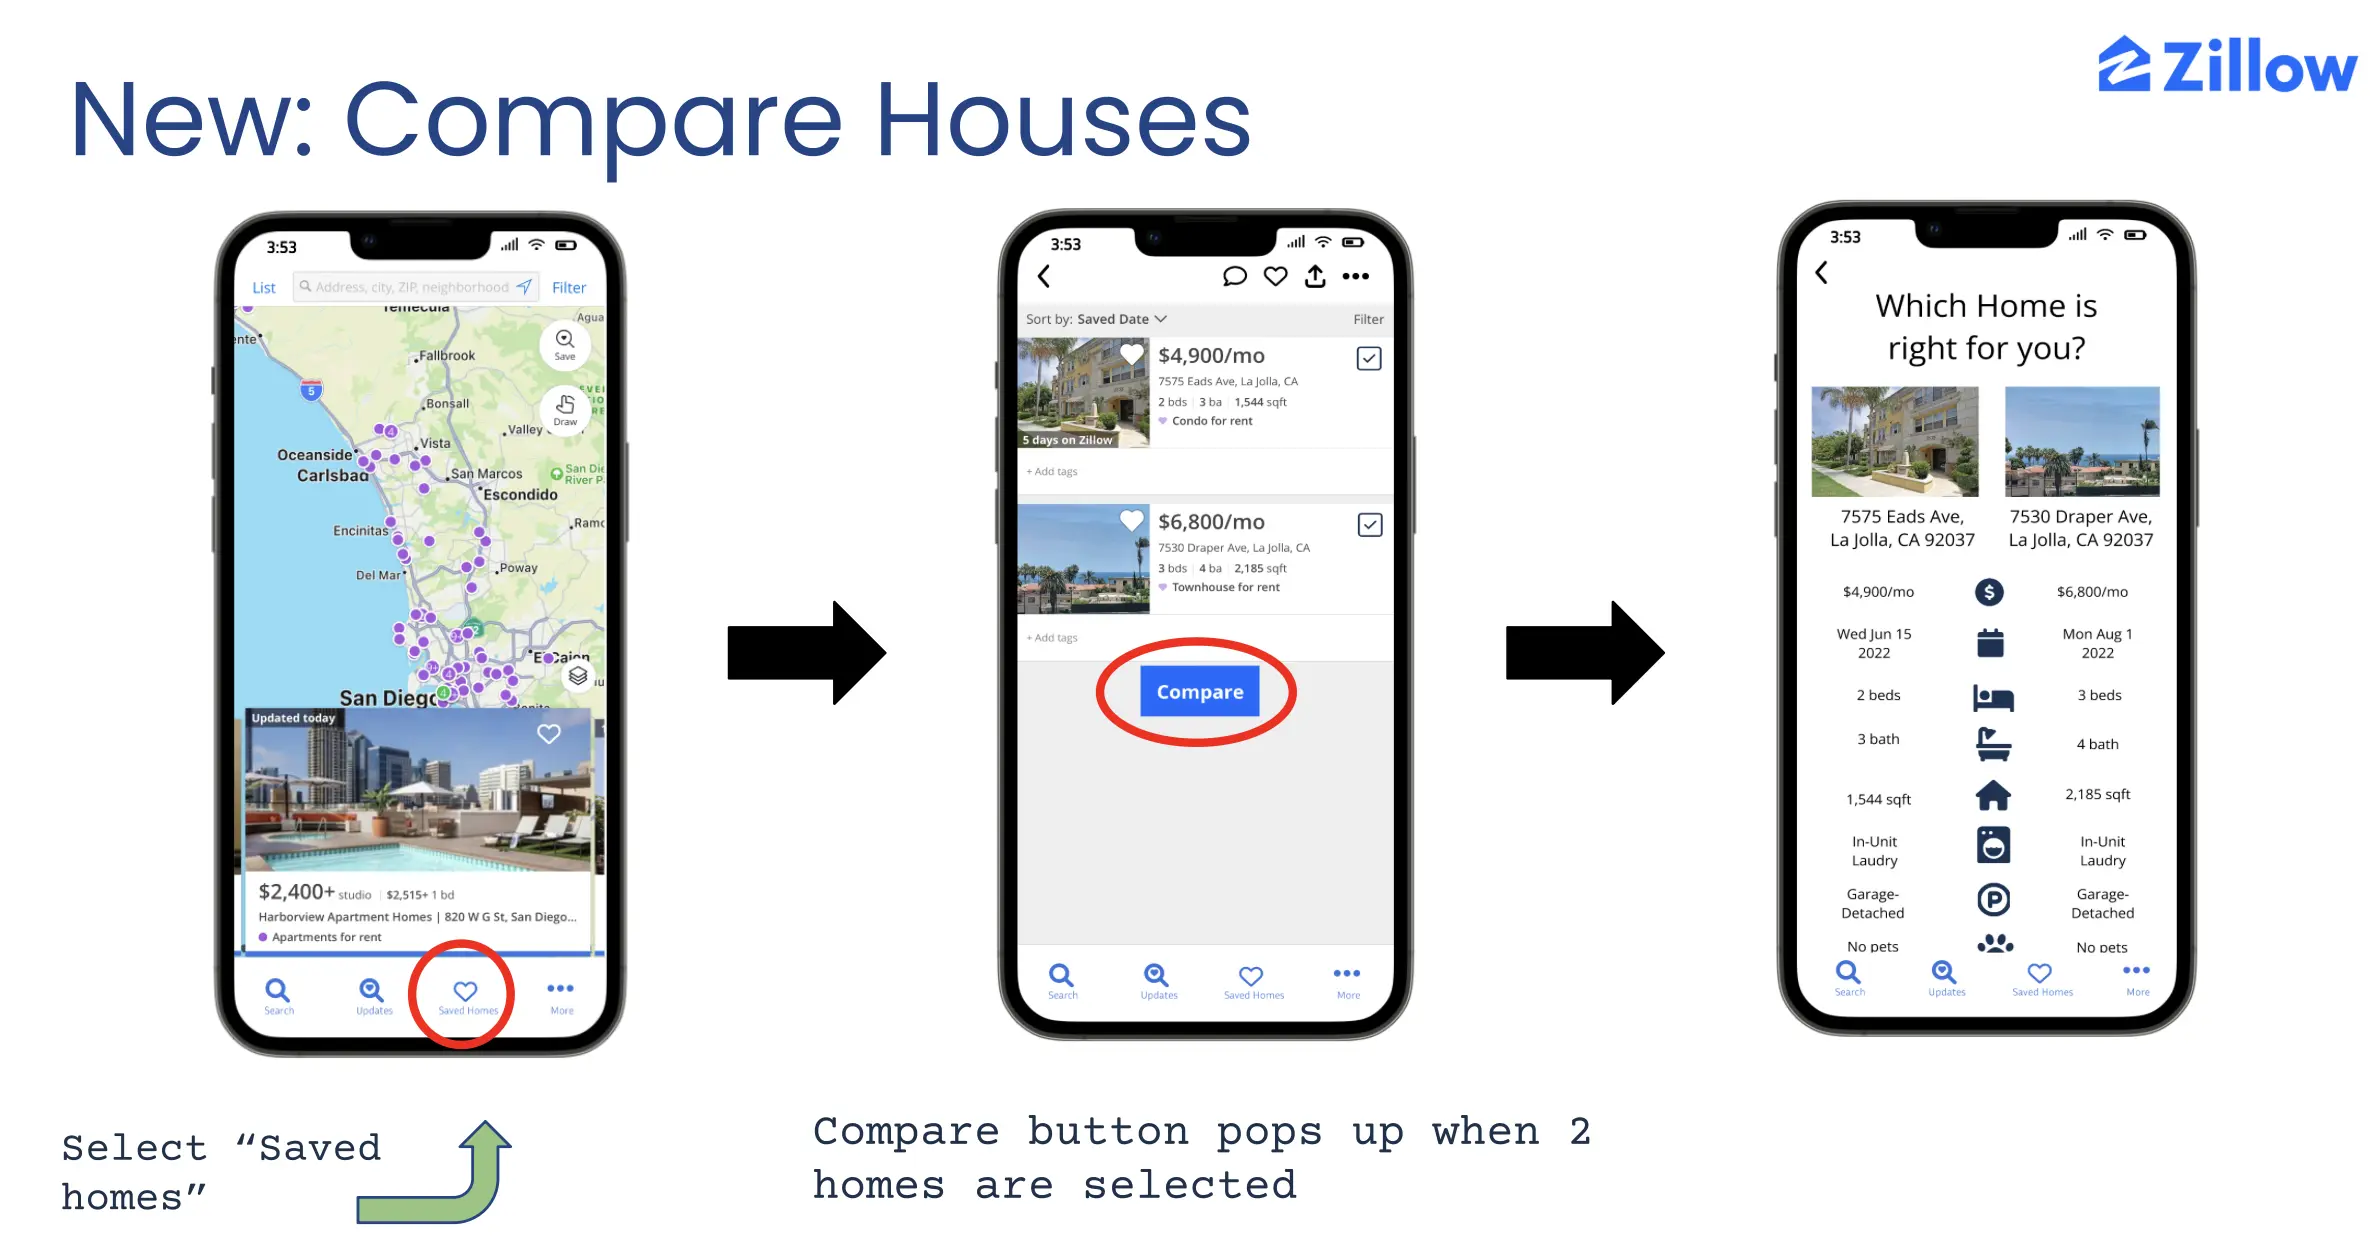 Zillow
New: Compare Houses
3:53
List
Address, city, ZIP, neighborhood
Filter
Temecula
Agua
ente
Save
Fallbrook
5
Bonsall
Draw
Valley
4
Vista
Oceanside
Carlsbad
San Marcos
San Die
River P
Escondido
Encinitas
Ramo
Del Mar
Poway
El Cajon
4
4
San Diego
Bonita
Updated today
$2,400+ studio | $2,515+ 1 bd
Harborview Apartment Homes | 820 W G St, San Diego...
Apartments for rent
Search
Updates
Saved Homes
More
3:53
Sort by: Saved Date
Filter
$4,900/mo
7575 Eads Ave, La Jolla, CA
2 bds | 3 ba | 1,544 sqft
Condo for rent
5 days on Zillow
+ Add tags
$6,800/mo
7530 Draper Ave, La Jolla, CA
3 bds | 4 ba | 2,185 sqft
Townhouse for rent
+ Add tags
Compare
Search
Updates
Saved Homes
More
3:53
Which Home is
right for you?
7575 Eads Ave,
La Jolla, CA 92037
7530 Draper Ave,
La Jolla, CA 92037
$4,900/mo
$
$6,800/mo
Wed Jun 15
2022
Mon Aug 1
2022
2 beds
3 beds
3 bath
4 bath
1,544 sqft
2,185 sqft
In-Unit
Laudry
In-Unit
Laudry
Garage-
Detached
P
Garage-
Detached
No pets
No pets
Search
Updates
Saved Homes
More
Select “Saved
homes”
Compare button pops up when 2
homes are selected